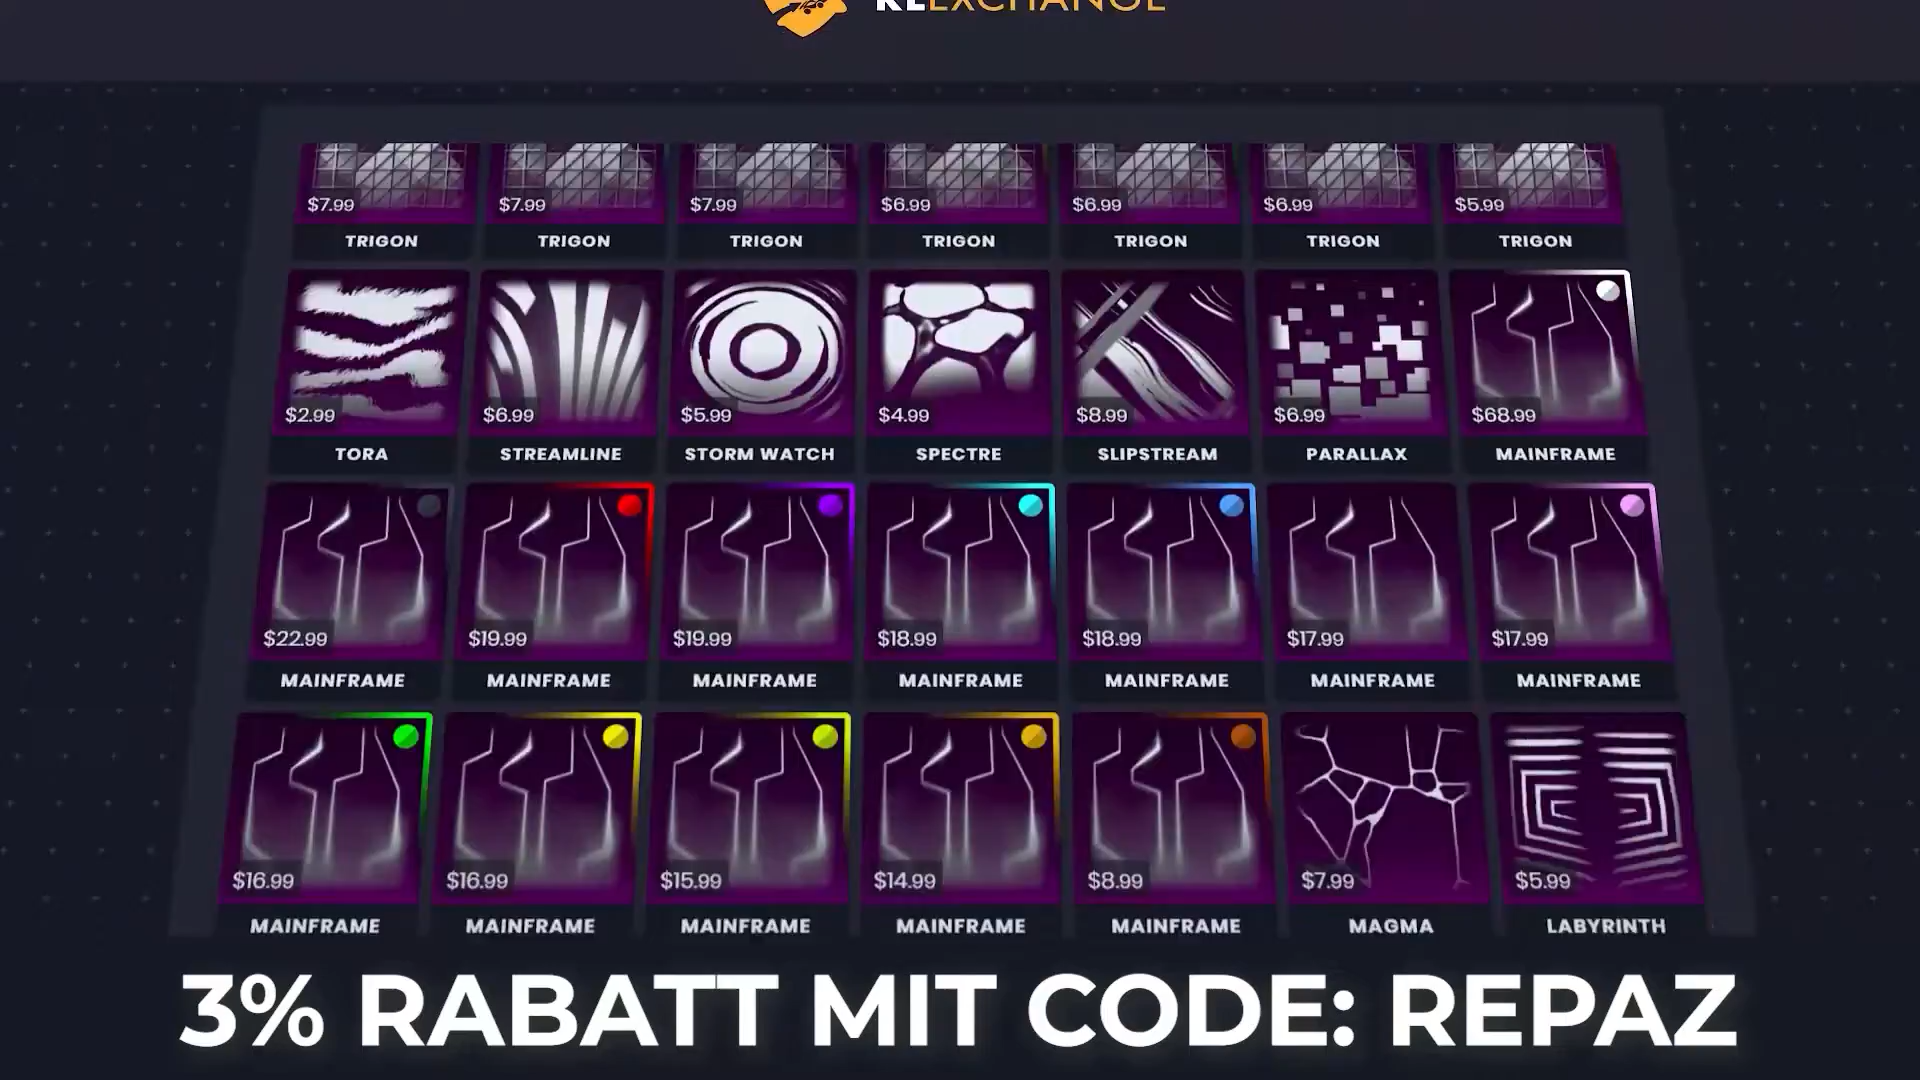 RLEXCHANGE
$7.99 $7.99 $7.99 $6.99 $6.99 $6.99 $5.99
TRIGON TRIGON TRIGON TRIGON TRIGON TRIGON TRIGON
$2.99 $6.99 $5.99 $4.99 $8.99 $6.99 $68.99
TORA STREAMLINE STORM WATCH SPECTRE SLIPSTREAM PARALLAX MAINFRAME
$22.99 $19.99 $19.99 $18.99 $18.99 $17.99 $17.99
MAINFRAME MAINFRAME MAINFRAME MAINFRAME MAINFRAME MAINFRAME MAINFRAME
$16.99 $16.99 $15.99 $14.99 $8.99 $7.99 $5.99
MAINFRAME MAINFRAME MAINFRAME MAINFRAME MAINFRAME MAGMA LABYRINTH
3% RABATT MIT CODE: REPAZ